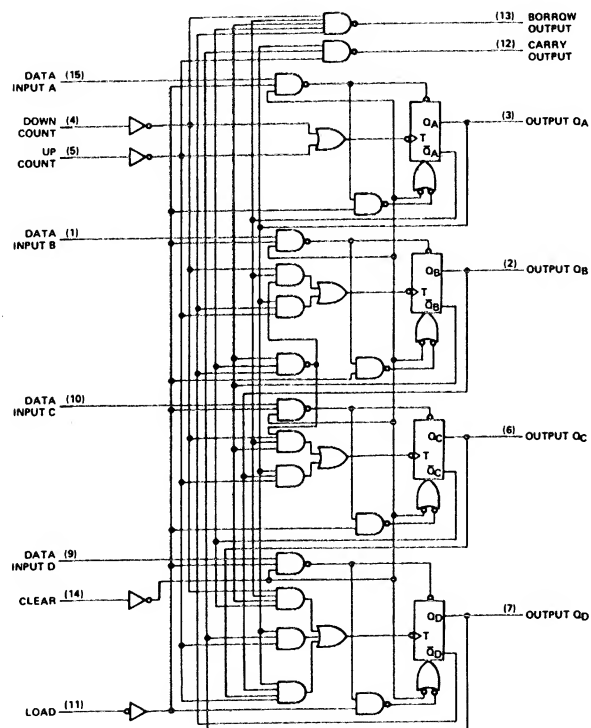 (13) BORROW
OUTPUT
(12) CARRY
OUTPUT
DATA (15)
INPUT A
DOWN (4)
COUNT
UP (5)
COUNT
QA
T
Q̄A
(3) OUTPUT QA
DATA (1)
INPUT B
QB
T
Q̄B
(2) OUTPUT QB
DATA (10)
INPUT C
QC
T
Q̄C
(6) OUTPUT QC
DATA (9)
INPUT D
CLEAR (14)
QD
T
Q̄D
(7) OUTPUT QD
LOAD (11)